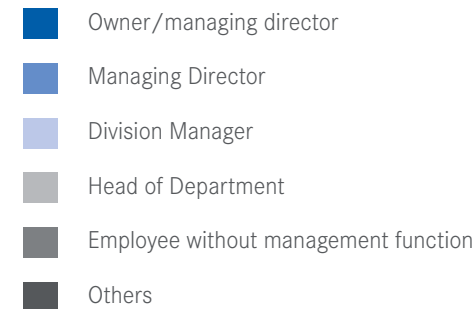 Owner/managing director
Managing Director
Division Manager
Head of Department
Employee without management function
Others